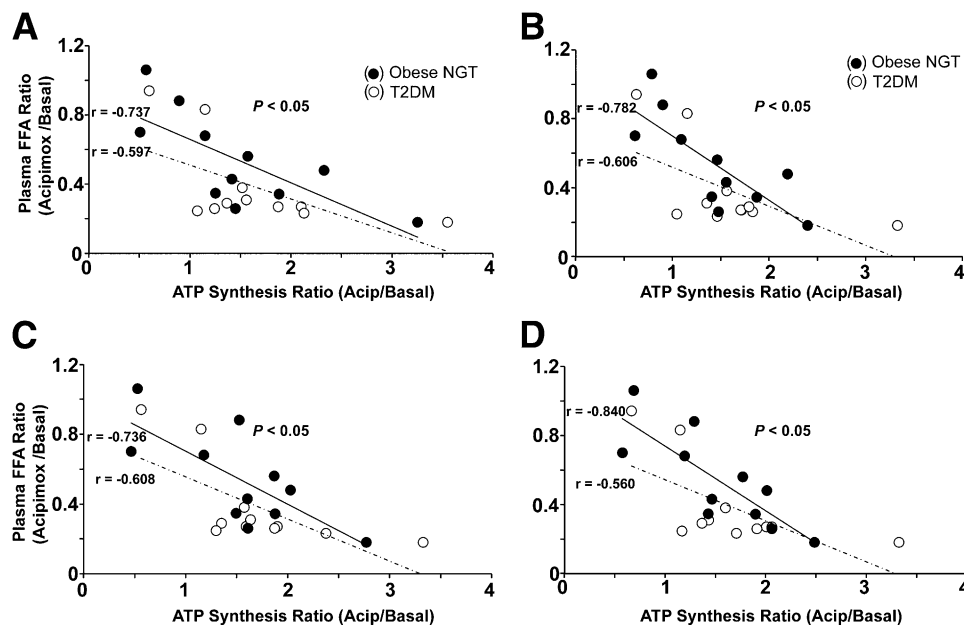 A
1.2
Plasma FFA Ratio
(Acipimox /Basal)
0.8
0.4
0
r = -0.737
r = -0.597
P < 0.05
(●) Obese NGT
(○) T2DM
0 1 2 3 4
ATP Synthesis Ratio (Acip/Basal)
B
1.2
0.8
0.4
0
r = -0.782
r = -0.606
P < 0.05
(●) Obese NGT
(○) T2DM
0 1 2 3 4
ATP Synthesis Ratio (Acip/Basal)
C
1.2
Plasma FFA Ratio
(Acipimox /Basal)
0.8
0.4
0
r = -0.736
r = -0.608
P < 0.05
0 1 2 3 4
ATP Synthesis Ratio (Acip/Basal)
D
1.2
0.8
0.4
0
r = -0.840
r = -0.560
P < 0.05
0 1 2 3 4
ATP Synthesis Ratio (Acip/Basal)